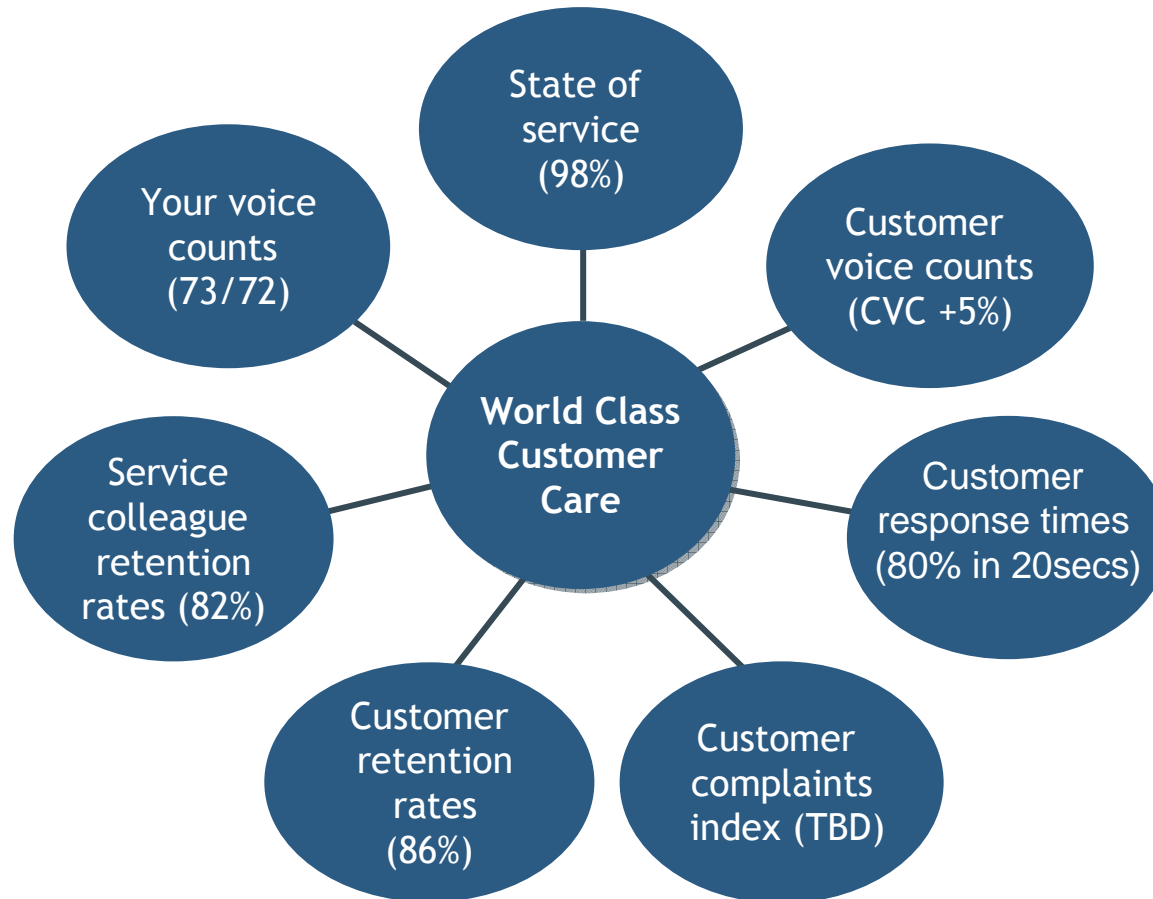 State of
service
(98%)
Customer
voice counts
(CVC +5%)
Customer
response times
(80% in 20secs)
Customer
complaints
index (TBD)
Customer
retention
rates
(86%)
Service
colleague
retention
rates (82%)
Your voice
counts
(73/72)
World Class
Customer
Care